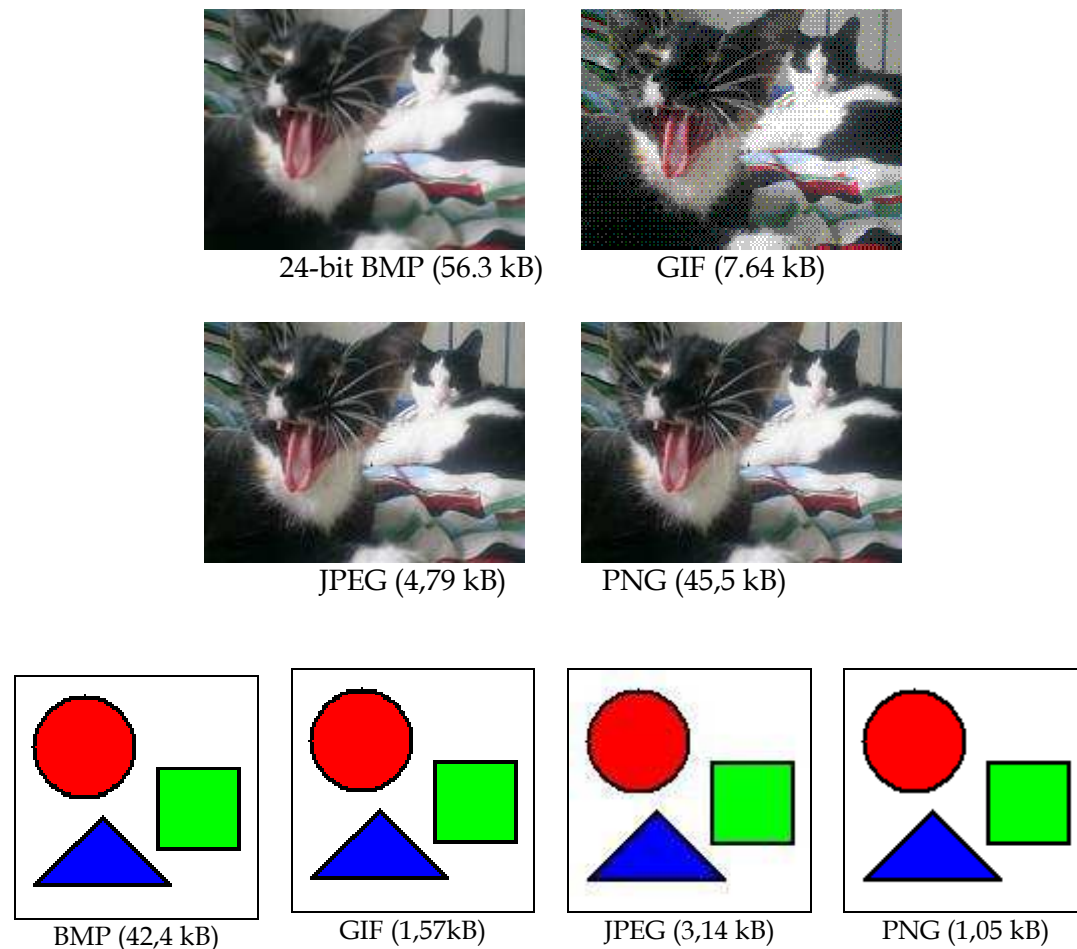 24-bit BMP (56.3 kB) GIF (7.64 kB)
JPEG (4,79 kB) PNG (45,5 kB)
BMP (42,4 kB) GIF (1,57kB) JPEG (3,14 kB) PNG (1,05 kB)